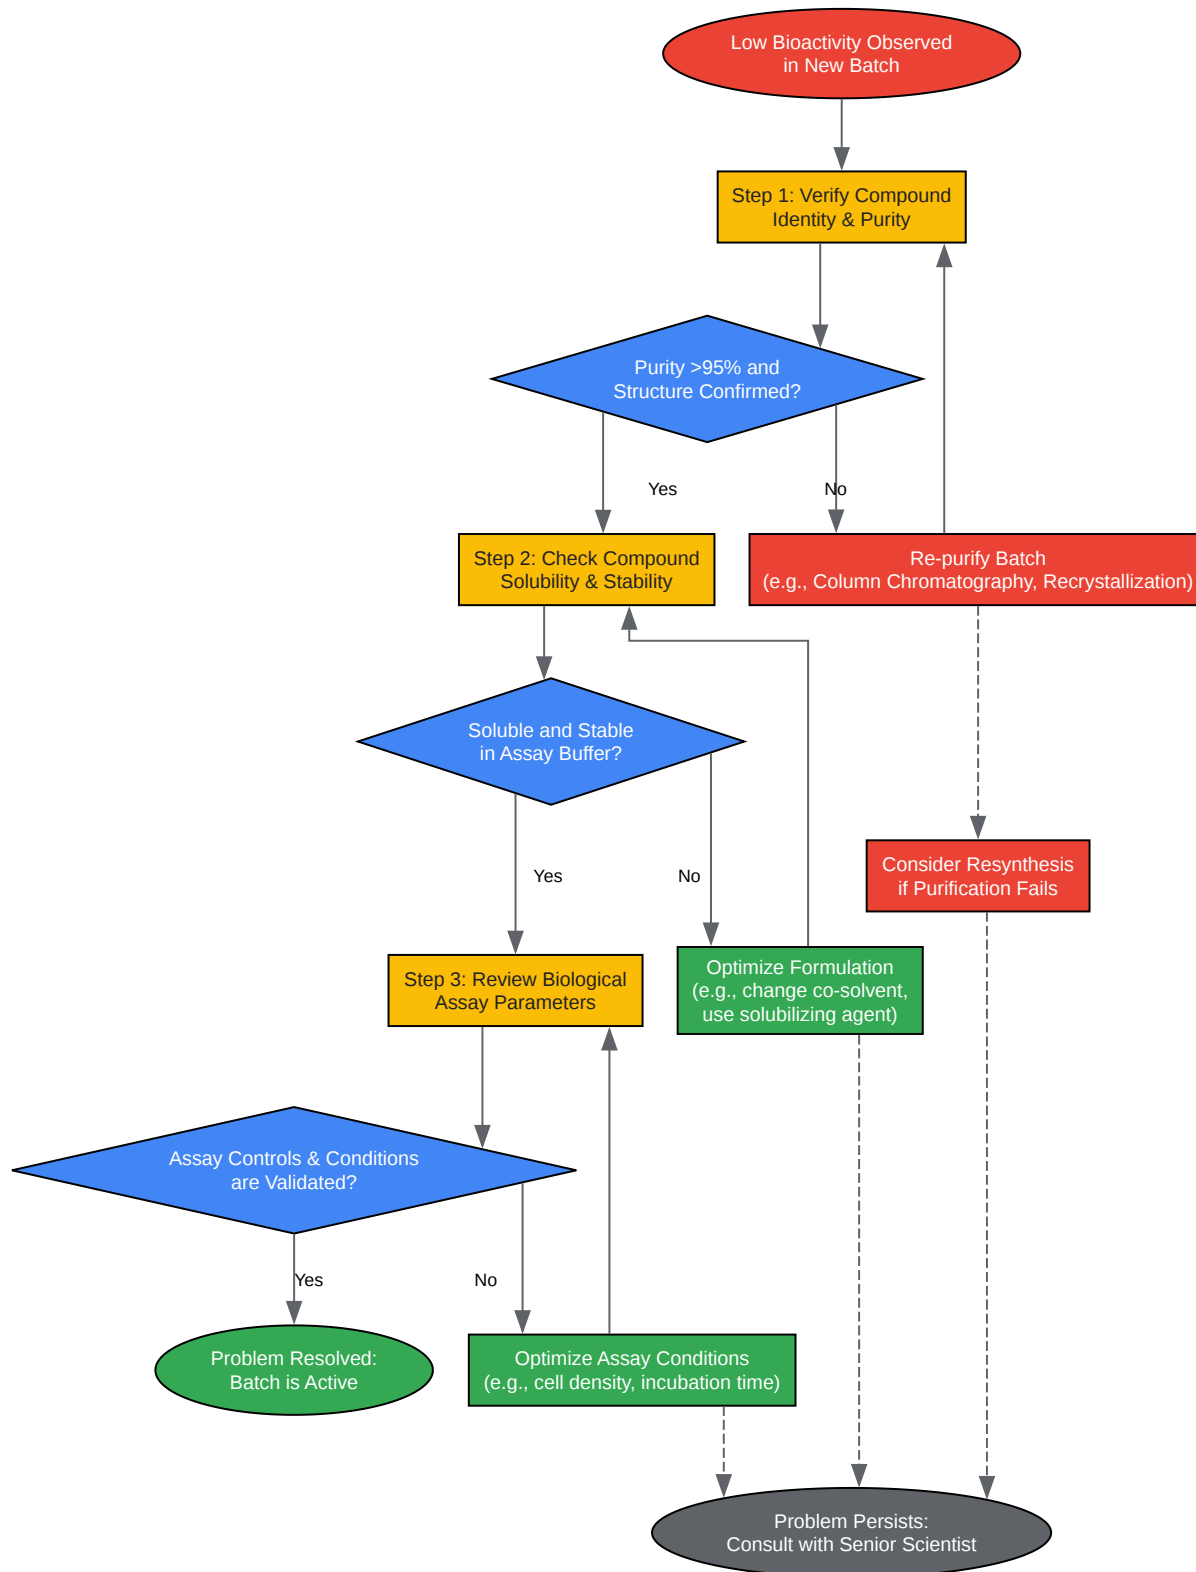 Low Bioactivity Observed
in New Batch
Step 1: Verify Compound
Identity & Purity
Purity >95% and
Structure Confirmed?
Yes
No
Step 2: Check Compound
Solubility & Stability
Re-purify Batch
(e.g., Column Chromatography, Recrystallization)
Soluble and Stable
in Assay Buffer?
Yes
No
Consider Resynthesis
if Purification Fails
Step 3: Review Biological
Assay Parameters
Optimize Formulation
(e.g., change co-solvent,
use solubilizing agent)
Assay Controls & Conditions
are Validated?
Yes
No
Problem Resolved:
Batch is Active
Optimize Assay Conditions
(e.g., cell density, incubation time)
Problem Persists:
Consult with Senior Scientist